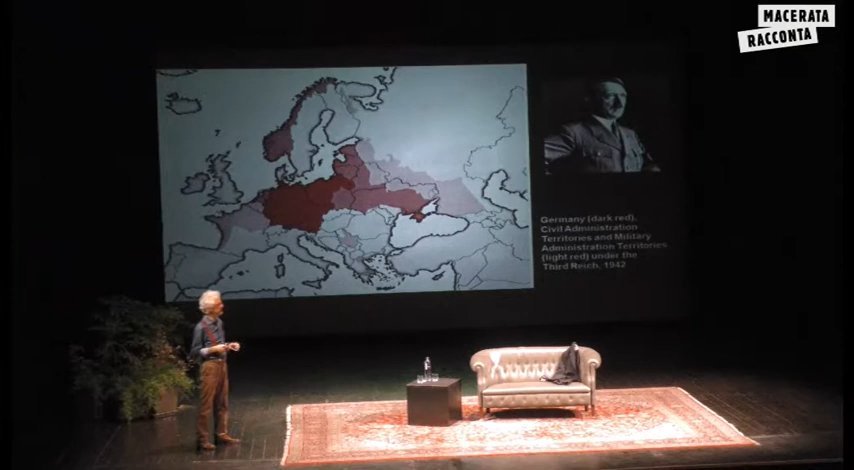 MACERATA
RACCONTA
Germany (dark red).
Civil Administration
Territories and Military
Administration Territories
(light red) under the
Third Reich, 1942